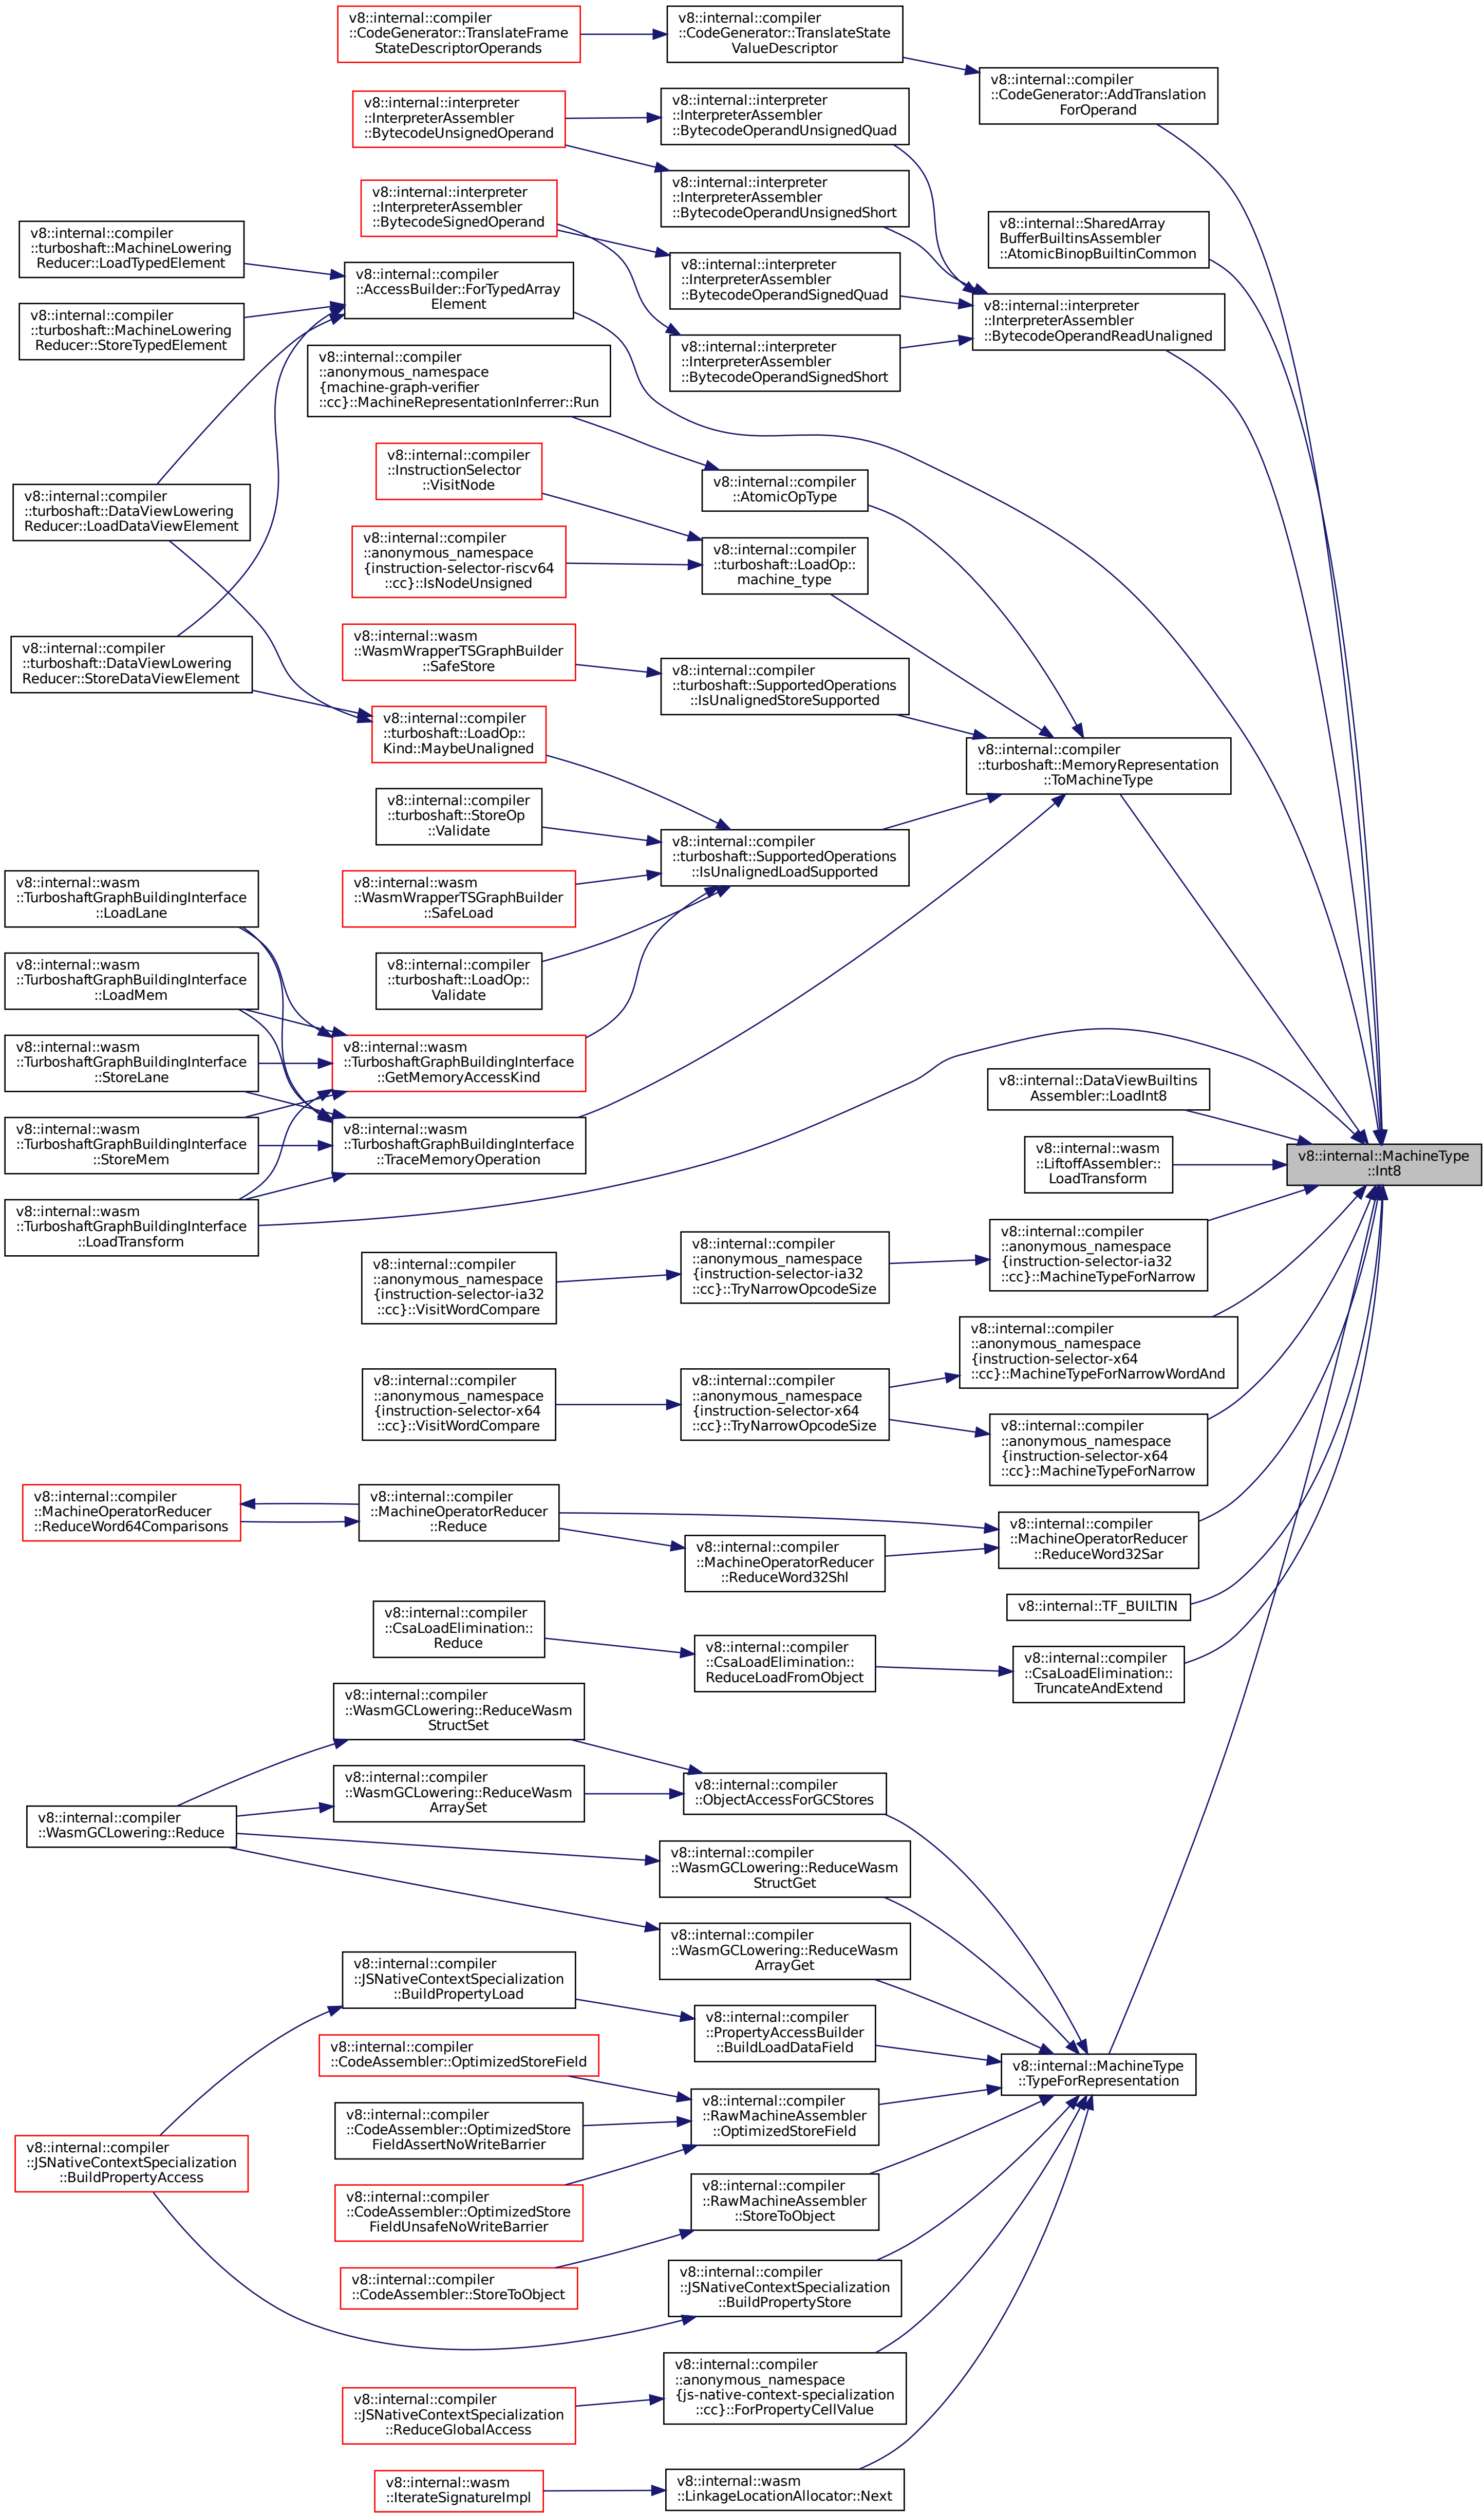 v8::internal::compiler
::CodeGenerator::TranslateFrame
StateDescriptorOperands
v8::internal::compiler
::CodeGenerator::TranslateState
ValueDescriptor
v8::internal::compiler
::CodeGenerator::AddTranslation
ForOperand
v8::internal::interpreter
::InterpreterAssembler
::BytecodeUnsignedOperand
v8::internal::interpreter
::InterpreterAssembler
::BytecodeOperandUnsignedQuad
v8::internal::interpreter
::InterpreterAssembler
::BytecodeOperandUnsignedShort
v8::internal::interpreter
::InterpreterAssembler
::BytecodeSignedOperand
v8::internal::SharedArray
BufferBuiltinsAssembler
::AtomicBinopBuiltinCommon
v8::internal::compiler
::turboshaft::MachineLowering
Reducer::LoadTypedElement
v8::internal::compiler
::AccessBuilder::ForTypedArray
Element
v8::internal::interpreter
::InterpreterAssembler
::BytecodeOperandSignedQuad
v8::internal::interpreter
::InterpreterAssembler
::BytecodeOperandReadUnaligned
v8::internal::compiler
::turboshaft::MachineLowering
Reducer::StoreTypedElement
v8::internal::interpreter
::InterpreterAssembler
::BytecodeOperandSignedShort
v8::internal::compiler
::anonymous_namespace
{machine-graph-verifier
::cc}::MachineRepresentationInferrer::Run
v8::internal::compiler
::InstructionSelector
::VisitNode
v8::internal::compiler
::AtomicOpType
v8::internal::compiler
::turboshaft::DataViewLowering
Reducer::LoadDataViewElement
v8::internal::compiler
::anonymous_namespace
{instruction-selector-riscv64
::cc}::IsNodeUnsigned
v8::internal::compiler
::turboshaft::LoadOp::
machine_type
v8::internal::compiler
::turboshaft::DataViewLowering
Reducer::StoreDataViewElement
v8::internal::wasm
::WasmWrapperTSGraphBuilder
::SafeStore
v8::internal::compiler
::turboshaft::SupportedOperations
::IsUnalignedStoreSupported
v8::internal::compiler
::turboshaft::LoadOp::
Kind::MaybeUnaligned
v8::internal::compiler
::turboshaft::MemoryRepresentation
::ToMachineType
v8::internal::compiler
::turboshaft::StoreOp
::Validate
v8::internal::compiler
::turboshaft::SupportedOperations
::IsUnalignedLoadSupported
v8::internal::wasm
::TurboshaftGraphBuildingInterface
::LoadLane
v8::internal::wasm
::WasmWrapperTSGraphBuilder
::SafeLoad
v8::internal::wasm
::TurboshaftGraphBuildingInterface
::LoadMem
v8::internal::compiler
::turboshaft::LoadOp::
Validate
v8::internal::wasm
::TurboshaftGraphBuildingInterface
::StoreLane
v8::internal::wasm
::TurboshaftGraphBuildingInterface
::GetMemoryAccessKind
v8::internal::DataViewBuiltins
Assembler::LoadInt8
v8::internal::wasm
::TurboshaftGraphBuildingInterface
::StoreMem
v8::internal::wasm
::TurboshaftGraphBuildingInterface
::TraceMemoryOperation
v8::internal::wasm
::LiftoffAssembler::
LoadTransform
v8::internal::MachineType
::Int8
v8::internal::wasm
::TurboshaftGraphBuildingInterface
::LoadTransform
v8::internal::compiler
::anonymous_namespace
{instruction-selector-ia32
::cc}::VisitWordCompare
v8::internal::compiler
::anonymous_namespace
{instruction-selector-ia32
::cc}::TryNarrowOpcodeSize
v8::internal::compiler
::anonymous_namespace
{instruction-selector-ia32
::cc}::MachineTypeForNarrow
v8::internal::compiler
::anonymous_namespace
{instruction-selector-x64
::cc}::MachineTypeForNarrowWordAnd
v8::internal::compiler
::anonymous_namespace
{instruction-selector-x64
::cc}::VisitWordCompare
v8::internal::compiler
::anonymous_namespace
{instruction-selector-x64
::cc}::TryNarrowOpcodeSize
v8::internal::compiler
::anonymous_namespace
{instruction-selector-x64
::cc}::MachineTypeForNarrow
v8::internal::compiler
::MachineOperatorReducer
::ReduceWord64Comparisons
v8::internal::compiler
::MachineOperatorReducer
::Reduce
v8::internal::compiler
::MachineOperatorReducer
::ReduceWord32Shl
v8::internal::compiler
::MachineOperatorReducer
::ReduceWord32Sar
v8::internal::TF_BUILTIN
v8::internal::compiler
::CsaLoadElimination::
Reduce
v8::internal::compiler
::CsaLoadElimination::
ReduceLoadFromObject
v8::internal::compiler
::CsaLoadElimination::
TruncateAndExtend
v8::internal::compiler
::WasmGCLowering::ReduceWasm
StructSet
v8::internal::compiler
::WasmGCLowering::ReduceWasm
ArraySet
v8::internal::compiler
::ObjectAccessForGCStores
v8::internal::compiler
::WasmGCLowering::Reduce
v8::internal::compiler
::WasmGCLowering::ReduceWasm
StructGet
v8::internal::compiler
::WasmGCLowering::ReduceWasm
ArrayGet
v8::internal::compiler
::JSNativeContextSpecialization
::BuildPropertyLoad
v8::internal::compiler
::PropertyAccessBuilder
::BuildLoadDataField
v8::internal::compiler
::CodeAssembler::OptimizedStoreField
v8::internal::MachineType
::TypeForRepresentation
v8::internal::compiler
::CodeAssembler::OptimizedStore
FieldAssertNoWriteBarrier
v8::internal::compiler
::RawMachineAssembler
::OptimizedStoreField
v8::internal::compiler
::JSNativeContextSpecialization
::BuildPropertyAccess
v8::internal::compiler
::CodeAssembler::OptimizedStore
FieldUnsafeNoWriteBarrier
v8::internal::compiler
::RawMachineAssembler
::StoreToObject
v8::internal::compiler
::CodeAssembler::StoreToObject
v8::internal::compiler
::JSNativeContextSpecialization
::BuildPropertyStore
v8::internal::compiler
::anonymous_namespace
{js-native-context-specialization
::cc}::ForPropertyCellValue
v8::internal::compiler
::JSNativeContextSpecialization
::ReduceGlobalAccess
v8::internal::wasm
::IterateSignatureImpl
v8::internal::wasm
::LinkageLocationAllocator::Next